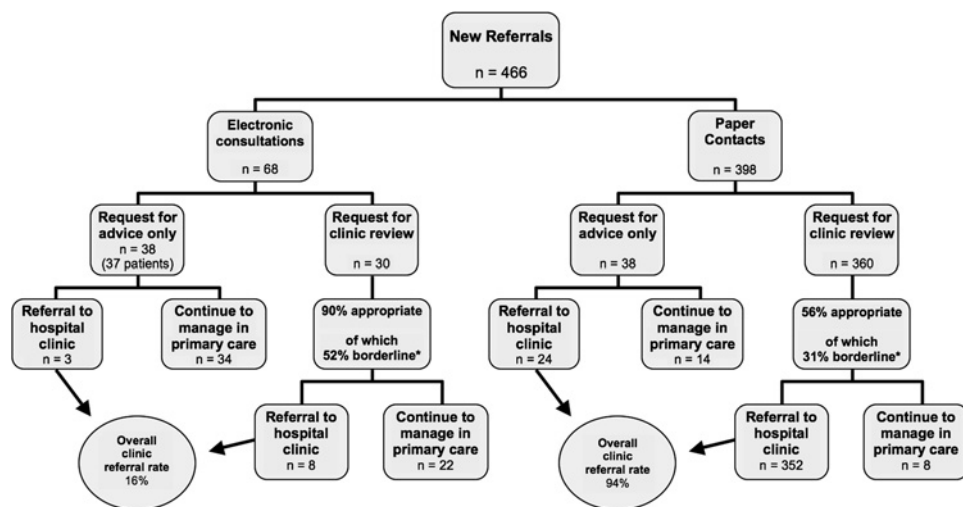 New Referrals
n = 466
Electronic
consultations
n = 68
Paper
Contacts
n = 398
Request for
advice only
n = 38
(37 patients)
Request for
clinic review
n = 30
Request for
advice only
n = 38
Request for
clinic review
n = 360
Referral to
hospital
clinic
n = 3
Continue to
manage in
primary care
n = 34
90% appropriate
of which
52% borderline*
Referral to
hospital
clinic
n = 24
Continue to
manage in
primary care
n = 14
56% appropriate
of which
31% borderline*
Overall
clinic
referral rate
16%
Referral to
hospital
clinic
n = 8
Continue to
manage in
primary care
n = 22
Overall
clinic
referral rate
94%
Referral to
hospital
clinic
n = 352
Continue to
manage in
primary care
n = 8